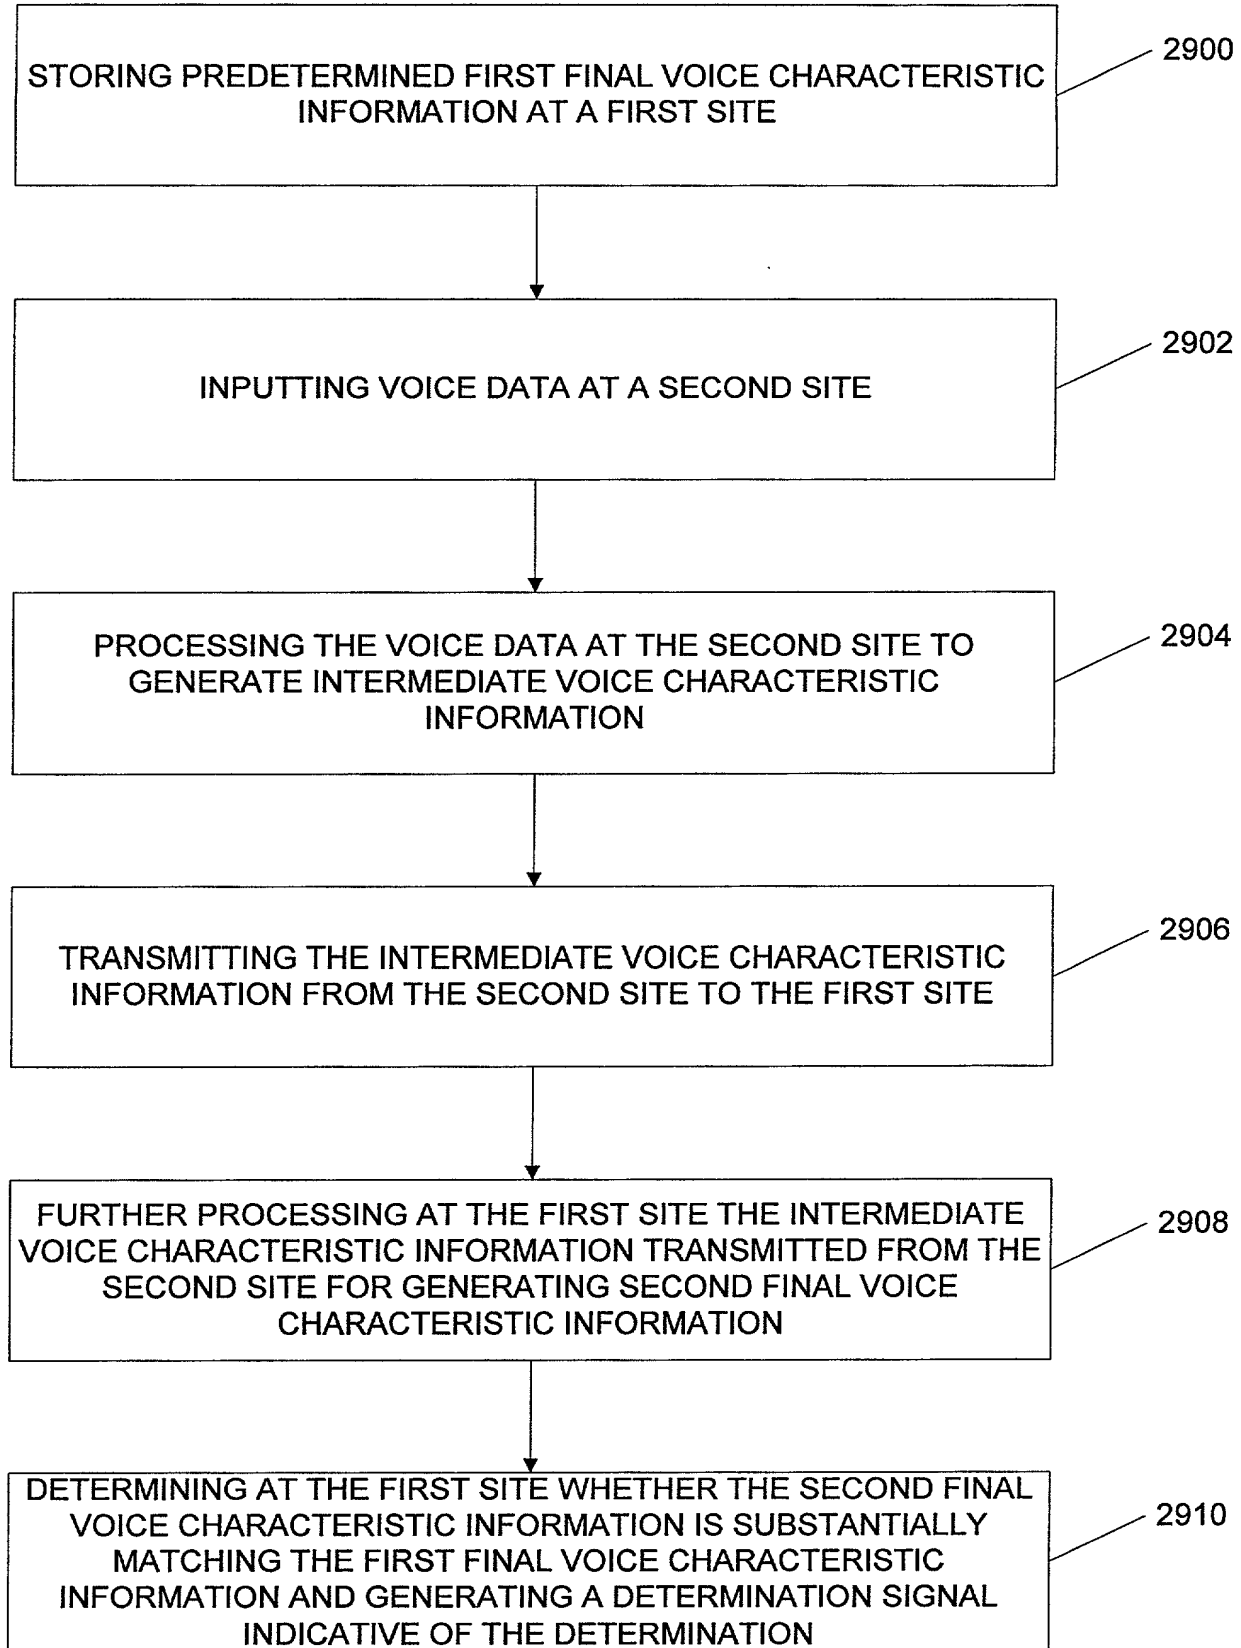 STORING PREDETERMINED FIRST FINAL VOICE CHARACTERISTIC
INFORMATION AT A FIRST SITE
2900
INPUTTING VOICE DATA AT A SECOND SITE
2902
PROCESSING THE VOICE DATA AT THE SECOND SITE TO
GENERATE INTERMEDIATE VOICE CHARACTERISTIC
INFORMATION
2904
TRANSMITTING THE INTERMEDIATE VOICE CHARACTERISTIC
INFORMATION FROM THE SECOND SITE TO THE FIRST SITE
2906
FURTHER PROCESSING AT THE FIRST SITE THE INTERMEDIATE
VOICE CHARACTERISTIC INFORMATION TRANSMITTED FROM THE
SECOND SITE FOR GENERATING SECOND FINAL VOICE
CHARACTERISTIC INFORMATION
2908
DETERMINING AT THE FIRST SITE WHETHER THE SECOND FINAL
VOICE CHARACTERISTIC INFORMATION IS SUBSTANTIALLY
MATCHING THE FIRST FINAL VOICE CHARACTERISTIC
INFORMATION AND GENERATING A DETERMINATION SIGNAL
INDICATIVE OF THE DETERMINATION
2910